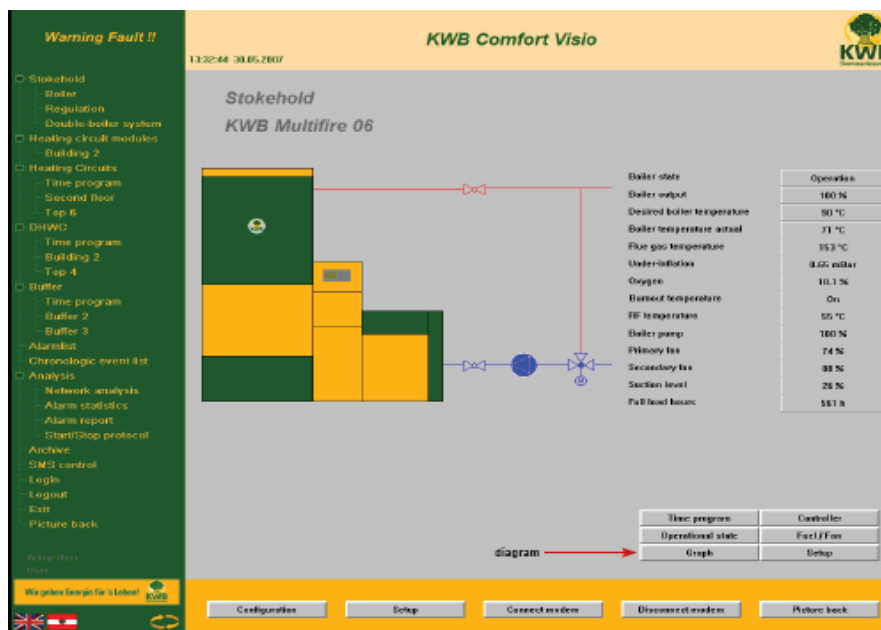 Warning Fault !!
KWB Comfort Visio
KWB
13:32:44 30.05.2007
Stokehold
Boiler
Regulation
Double-boiler system
Heating circuit modules
Building 2
Heating Circuits
Time program
Second floor
Top 6
DHWC
Time program
Building 2
Top 4
Buffer
Time program
Buffer 2
Buffer 3
Alarmlist
Chronologic event list
Analysis
Network analysis
Alarm statistics
Alarm report
Start/Stop protocol
Archive
SMS control
Login
Logout
Exit
Picture back
Actual User
User
Wir geben Energie für's Leben! KWB
Stokehold
KWB Multifire 06
Boiler state Operation
Boiler output 100 %
Desired boiler temperature 90 °C
Boiler temperature actual 71 °C
Flue gas temperature 153 °C
Under-inflation 0.65 mBar
Oxygen 10.1 %
Burnout temperature On
RF temperature 55 °C
Boiler pump 100 %
Primary fan 74 %
Secondary fan 88 %
Suction level 26 %
Full load hours 561 h
Time program Controller
Operational state Fuel / Fan
diagram Graph Setup
Configuration Setup Connect modem Disconnect modem Picture back